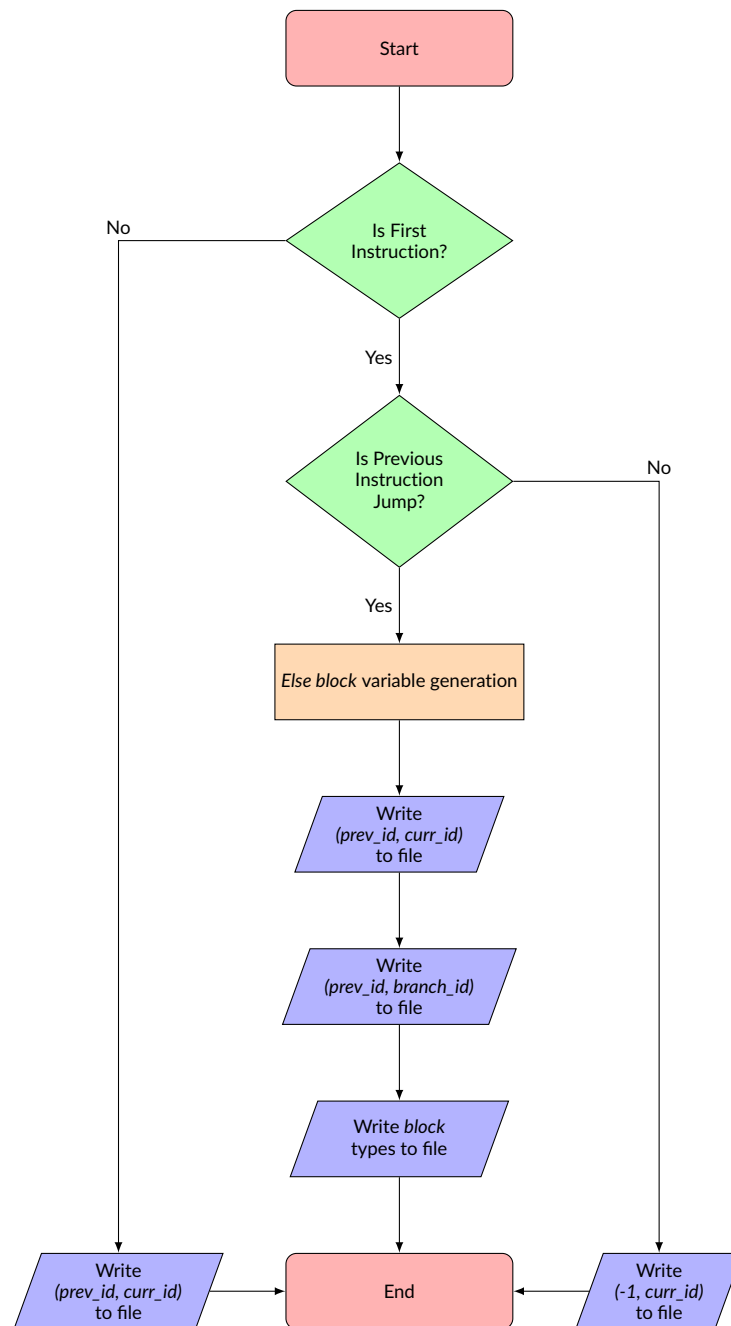 Start
No
Is First
Instruction?
Yes
Is Previous
Instruction
Jump?
No
Yes
Else block variable generation
Write
(prev_id, curr_id)
to file
Write
(prev_id, branch_id)
to file
Write block
types to file
Write
(prev_id, curr_id)
to file
End
Write
(-1, curr_id)
to file